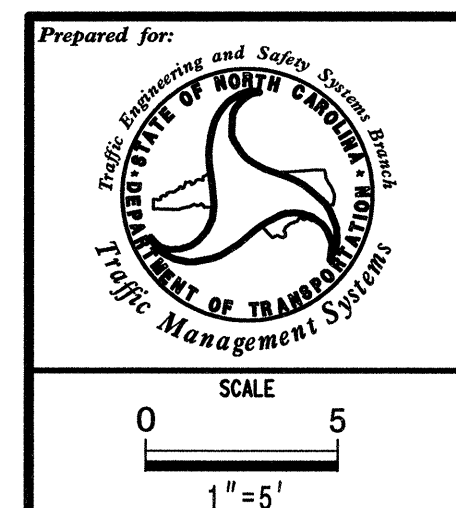 Prepared for:
Traffic Engineering and Safety Systems Branch
STATE OF NORTH CAROLINA
* DEPARTMENT OF TRANSPORTATION *
Traffic Management Systems
SCALE
0 5
1"=5'